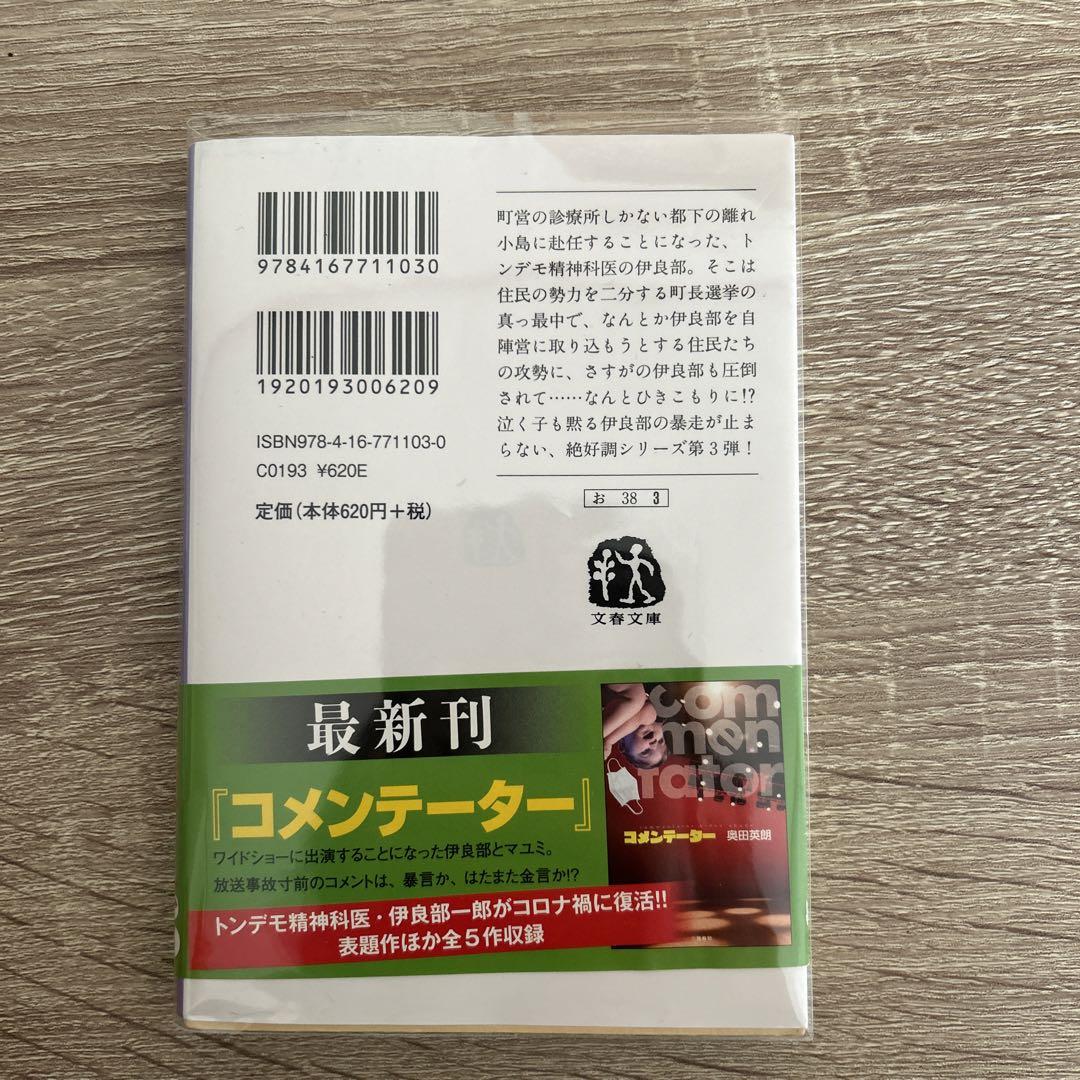 9784167711030
1920193006209
ISBN978-4-16-771103-0
C0193 ¥620E
定価(本体620円+税)
町営の診療所しかない都下の離れ
小島に赴任することになった、ト
ンデモ精神科医の伊良部。そこは
住民の勢力を二分する町長選挙の
真っ最中で、なんとか伊良部を自
陣営に取り込もうとする住民たち
の攻勢に、さすがの伊良部も圧倒
されて……なんとひきこもりに!?
泣く子も黙る伊良部の暴走が止ま
らない、絶好調シリーズ第3弾！
お 38 3
文春文庫
最新刊
『コメンテーター』
ワイドショーに出演することになった伊良部とマユミ。
放送事故寸前のコメントは、暴言か、はたまた金言か!?
トンデモ精神科医・伊良部一郎がコロナ禍に復活!!
表題作ほか全5作収録
com
men
tator
コメンテーター 奥田英朗